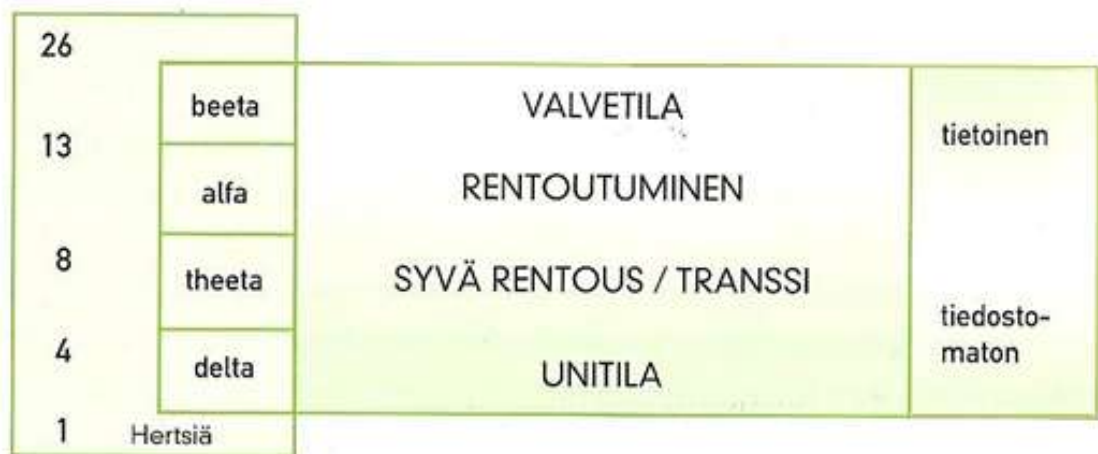 26
beeta VALVETILA
tietoinen
13
alfa RENTOUTUMINEN
8
theeta SYVÄ RENTOUS / TRANSSI
tiedosto-
maton
4
delta UNITILA
1 Hertsiä